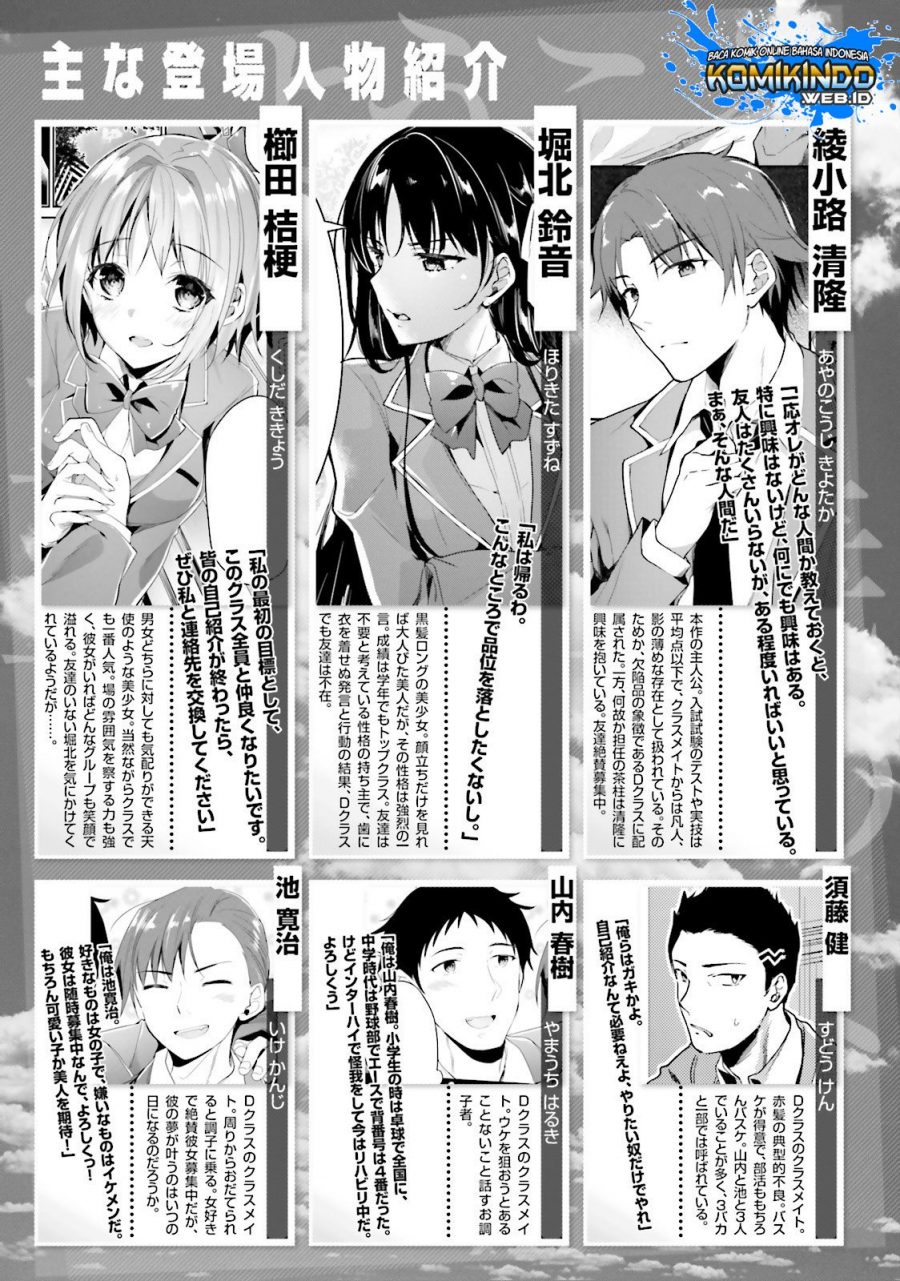 主な登場人物紹介
BACA KOMIK ONLINE BAHASA INDONESIA
KOMIKINDO
WEB.ID
綾小路 清隆
あやのこうじ きよたか
「一応オレがどんな人間か教えておくと、
特に興味はないけど、何にでも興味はある。
友人はたくさんいらないが、ある程度いればいいと思っている。
まぁ、そんな人間だ」
本作の主人公。入試試験のテストや実技は
平均点以下で、クラスメイトからは凡人、
影の薄めな存在として扱われている。その
ためか、欠陥品の象徴であるDクラスに配
属された。一方、何故か担任の茶柱は清隆に
興味を抱いている。友達絶賛募集中。
堀北 鈴音
ほりきた すずね
「私は帰るわ。
こんなところで品位を落としたくないし。」
黒髪ロングの美少女。顔立ちだけを見れ
ば大人びた美人だが、その性格は強烈の一
言。成績は学年でもトップクラス。友達は
不要と考えている性格の持ち主で、歯に
衣を着せぬ発言と行動の結果、Dクラス
でも友達は不在。
櫛田 桔梗
くしだ ききょう
「私の最初の目標として、
このクラス全員と仲良くなりたいです。
皆の自己紹介が終わったら、
ぜひ私と連絡先を交換してください」
男女どちらに対しても気配りができる天
使のような美少女。当然ながらクラスで
も一番人気。場の雰囲気を察する力も強
く、彼女がいればどんなグループも笑顔で
溢れる。友達のいない堀北を気にかけてく
れているようだが……。
須藤 健
すどう けん
「俺らはガキかよ。
自己紹介なんて必要ねえよ、やりたい奴だけでやれ」
Dクラスのクラスメイト。
赤髪の典型的不良。バス
ケが得意で、部活ももちろ
んバスケ。山内と池と3人
でいることが多く、3バカ
と一部では呼ばれている。
山内 春樹
やまうち はるき
「俺は山内春樹。小学生の時は卓球で全国に、
中学時代は野球部でエースで背番号は4番だった。
けどインターハイで怪我をして今はリハビリ中だ。
よろしくう」
Dクラスのクラスメイ
ト。ウケを狙おうとある
ことないこと話すお調
子者。
池 寛治
いけ かんじ
「俺は池寛治。
好きなものは女の子で、嫌いなものはイケメンだ。
彼女は随時募集中なんで、よろしくっ！
もちろん可愛い子か美人を期待！」
Dクラスのクラスメイ
ト。周りからおだてられ
ると調子に乗る。女好き
で絶賛彼女募集中だが、
彼の夢が叶うのはいつの
日になるのだろうか。